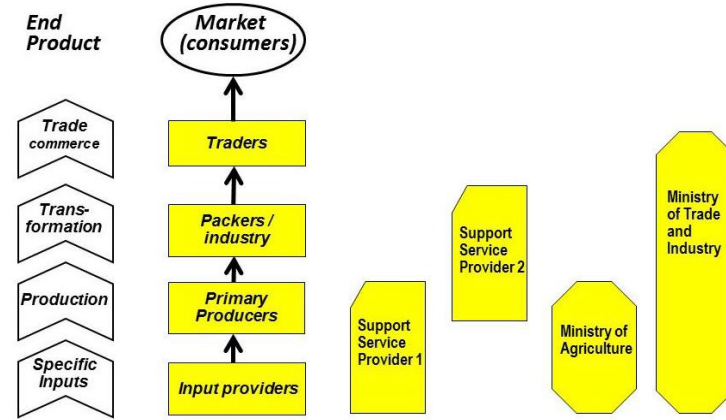 End
Product
Market
(consumers)
Trade
commerce
Traders
Trans-
formation
Packers /
industry
Production
Primary
Producers
Specific
Inputs
Input providers
Support
Service
Provider 1
Support
Service
Provider 2
Ministry of
Agriculture
Ministry
of Trade
and
Industry